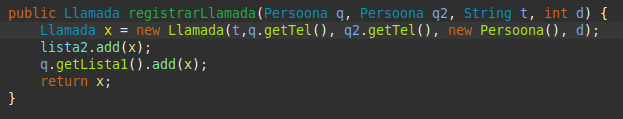 public Llamada registrarLlamada(Persoona q, Persoona q2, String t, int d) {
Llamada x = new Llamada(t,q.getTel(), q2.getTel(), new Persoona(), d);
lista2.add(x);
q.getLista1().add(x);
return x;
}